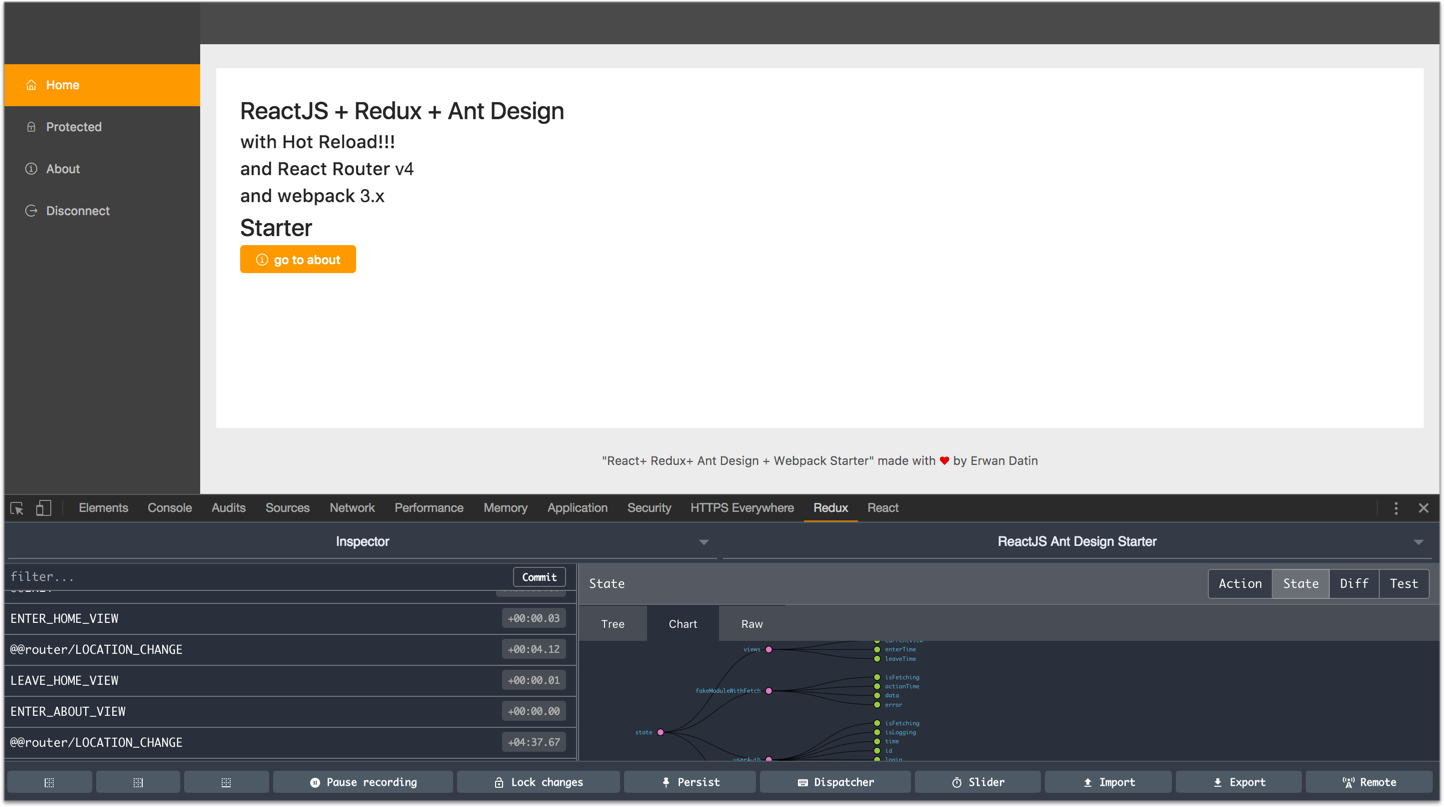 Home
Protected
About
Disconnect
ReactJS + Redux + Ant Design
with Hot Reload!!!
and React Router v4
and webpack 3.x
Starter
go to about
"React+ Redux+ Ant Design + Webpack Starter" made with ❤ by Erwan Datin
Elements Console Audits Sources Network Performance Memory Application Security HTTPS Everywhere Redux React
Inspector
ReactJS Ant Design Starter
filter... Commit
ENTER_HOME_VIEW +00:00.03
@@router/LOCATION_CHANGE +00:04.12
LEAVE_HOME_VIEW +00:00.01
ENTER_ABOUT_VIEW +00:00.00
@@router/LOCATION_CHANGE +04:37.67
State Action State Diff Test
Tree Chart Raw
views
enterTime
leaveTime
fakeModuleWithFetch
isFetching
actionTime
data
error
state
isFetching
isLogging
time
id
login
userAuth
Pause recording Lock changes Persist Dispatcher Slider Import Export Remote